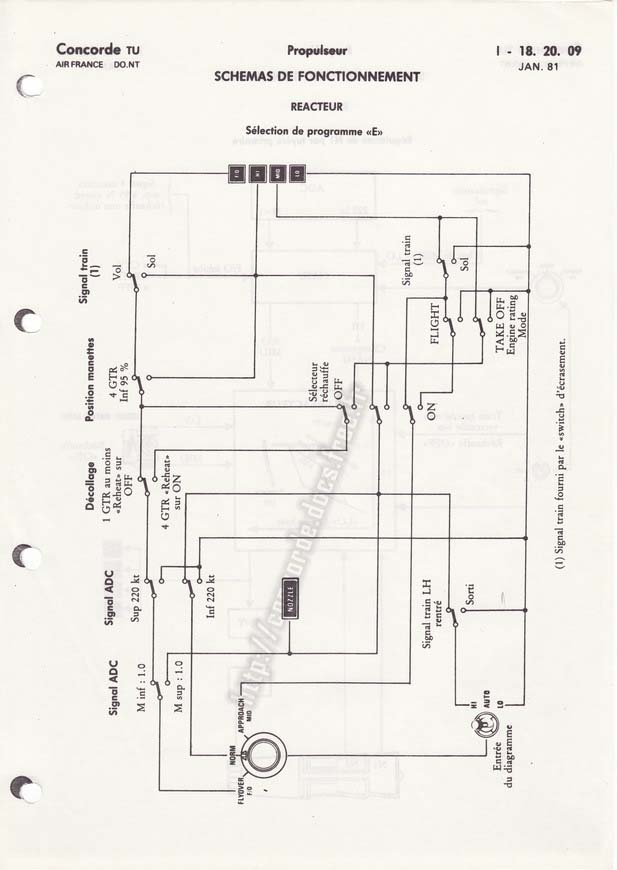 Concorde TU
AIR FRANCE DO.NT
Propulseur
I - 18. 20. 09
JAN. 81
SCHEMAS DE FONCTIONNEMENT
REACTEUR
Sélection de programme «E»
F/O
HI
MID
LO
Signal train
(1)
Vol
Sol
Signal train
(1)
Sol
Position manettes
4 GTR
Inf 95 %
FLIGHT
TAKE OFF
Engine rating
Mode
Sélecteur
réchauffe
OFF
ON
Décollage
1 GTR au moins
«Reheat» sur
OFF
4 GTR «Reheat»
sur ON
Signal ADC
Sup 220 kt
Inf 220 kt
NOZZLE
Signal train LH
rentré
Sorti
Signal ADC
M inf : 1.0
M sup : 1.0
FLYOVER
F/O
NORM
APPROACH
MID
HI
AUTO
LO
Entrée
du diagramme
(1) Signal train fourni par le «switch» d'écrasement.
http://concorde.docs.free.fr